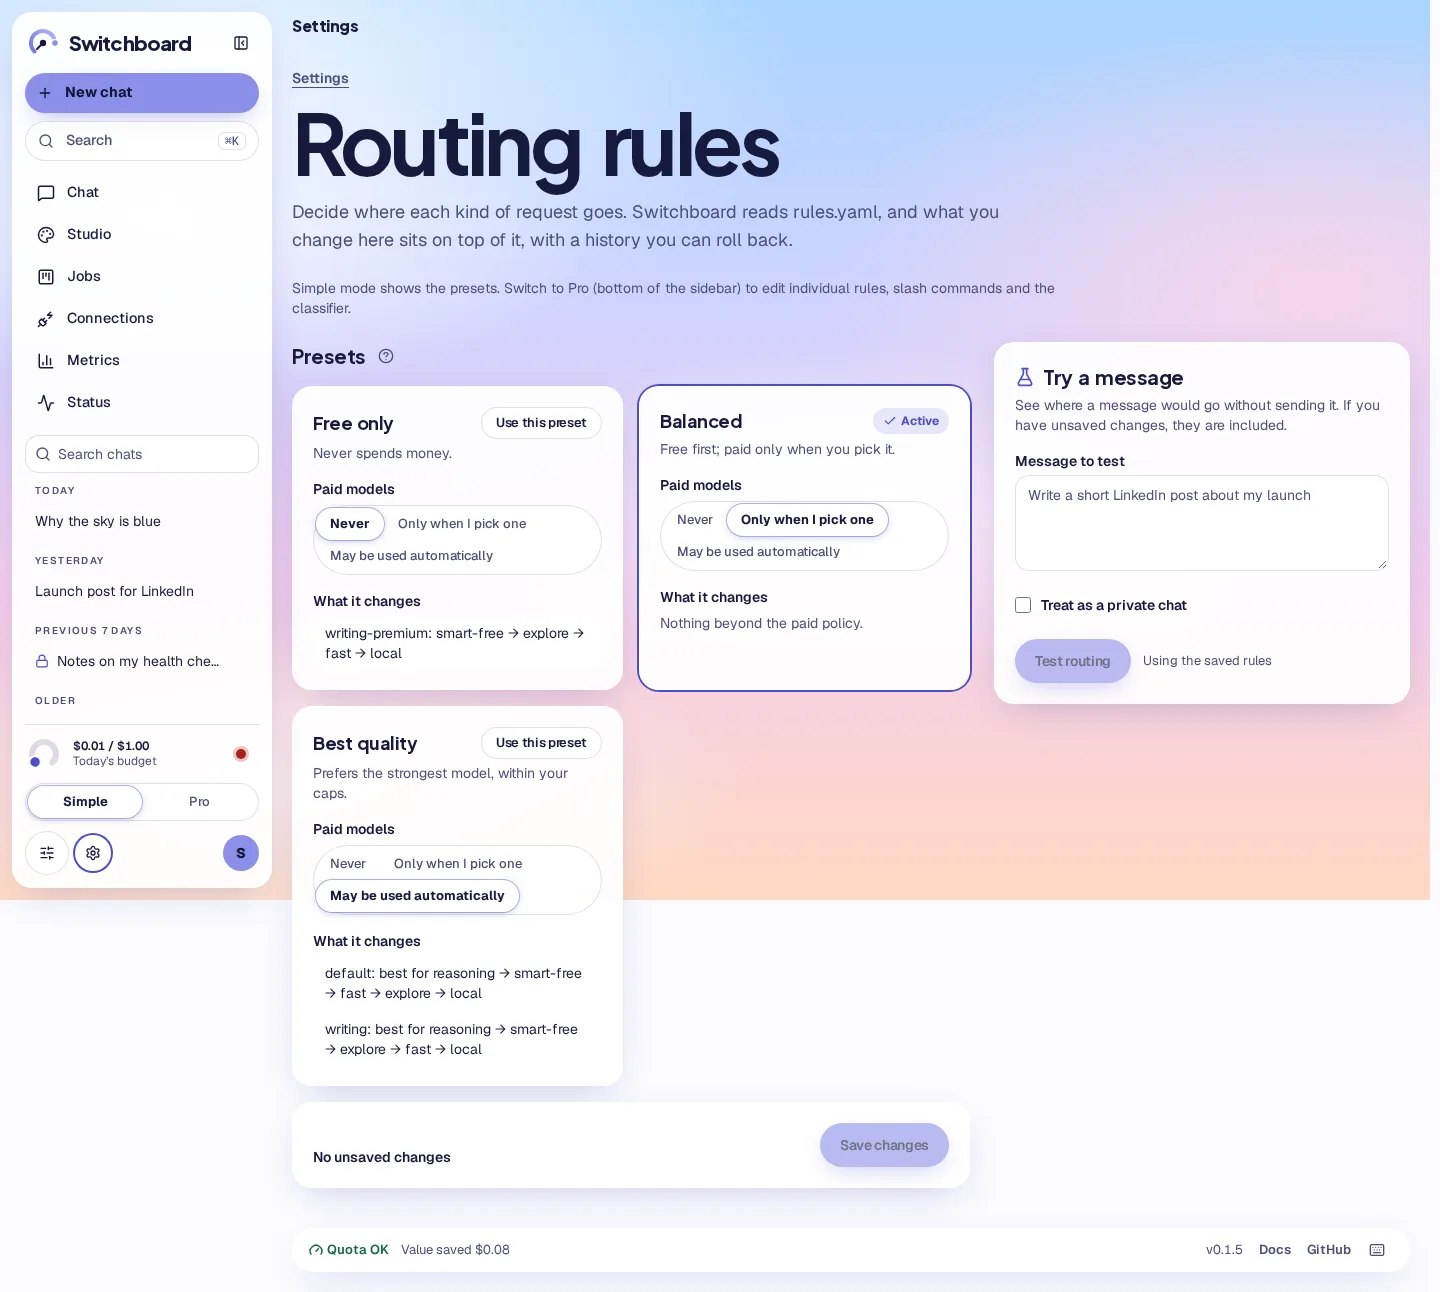 Switchboard
New chat
Search
⌘K
Chat
Studio
Jobs
Connections
Metrics
Status
Search chats
TODAY
Why the sky is blue
YESTERDAY
Launch post for LinkedIn
PREVIOUS 7 DAYS
Notes on my health che…
OLDER
$0.01 / $1.00
Today's budget
Simple
Pro
S
Settings
Settings
Routing rules
Decide where each kind of request goes. Switchboard reads rules.yaml, and what you
change here sits on top of it, with a history you can roll back.
Simple mode shows the presets. Switch to Pro (bottom of the sidebar) to edit individual rules, slash commands and the
classifier.
Presets
Free only
Use this preset
Never spends money.
Paid models
Never
Only when I pick one
May be used automatically
What it changes
writing-premium: smart-free → explore →
fast → local
Balanced
Active
Free first; paid only when you pick it.
Paid models
Never
Only when I pick one
May be used automatically
What it changes
Nothing beyond the paid policy.
Best quality
Use this preset
Prefers the strongest model, within your
caps.
Paid models
Never
Only when I pick one
May be used automatically
What it changes
default: best for reasoning → smart-free
→ fast → explore → local
writing: best for reasoning → smart-free
→ explore → fast → local
Try a message
See where a message would go without sending it. If you
have unsaved changes, they are included.
Message to test
Write a short LinkedIn post about my launch
Treat as a private chat
Test routing
Using the saved rules
No unsaved changes
Save changes
Quota OK
Value saved $0.08
v0.1.5
Docs
GitHub